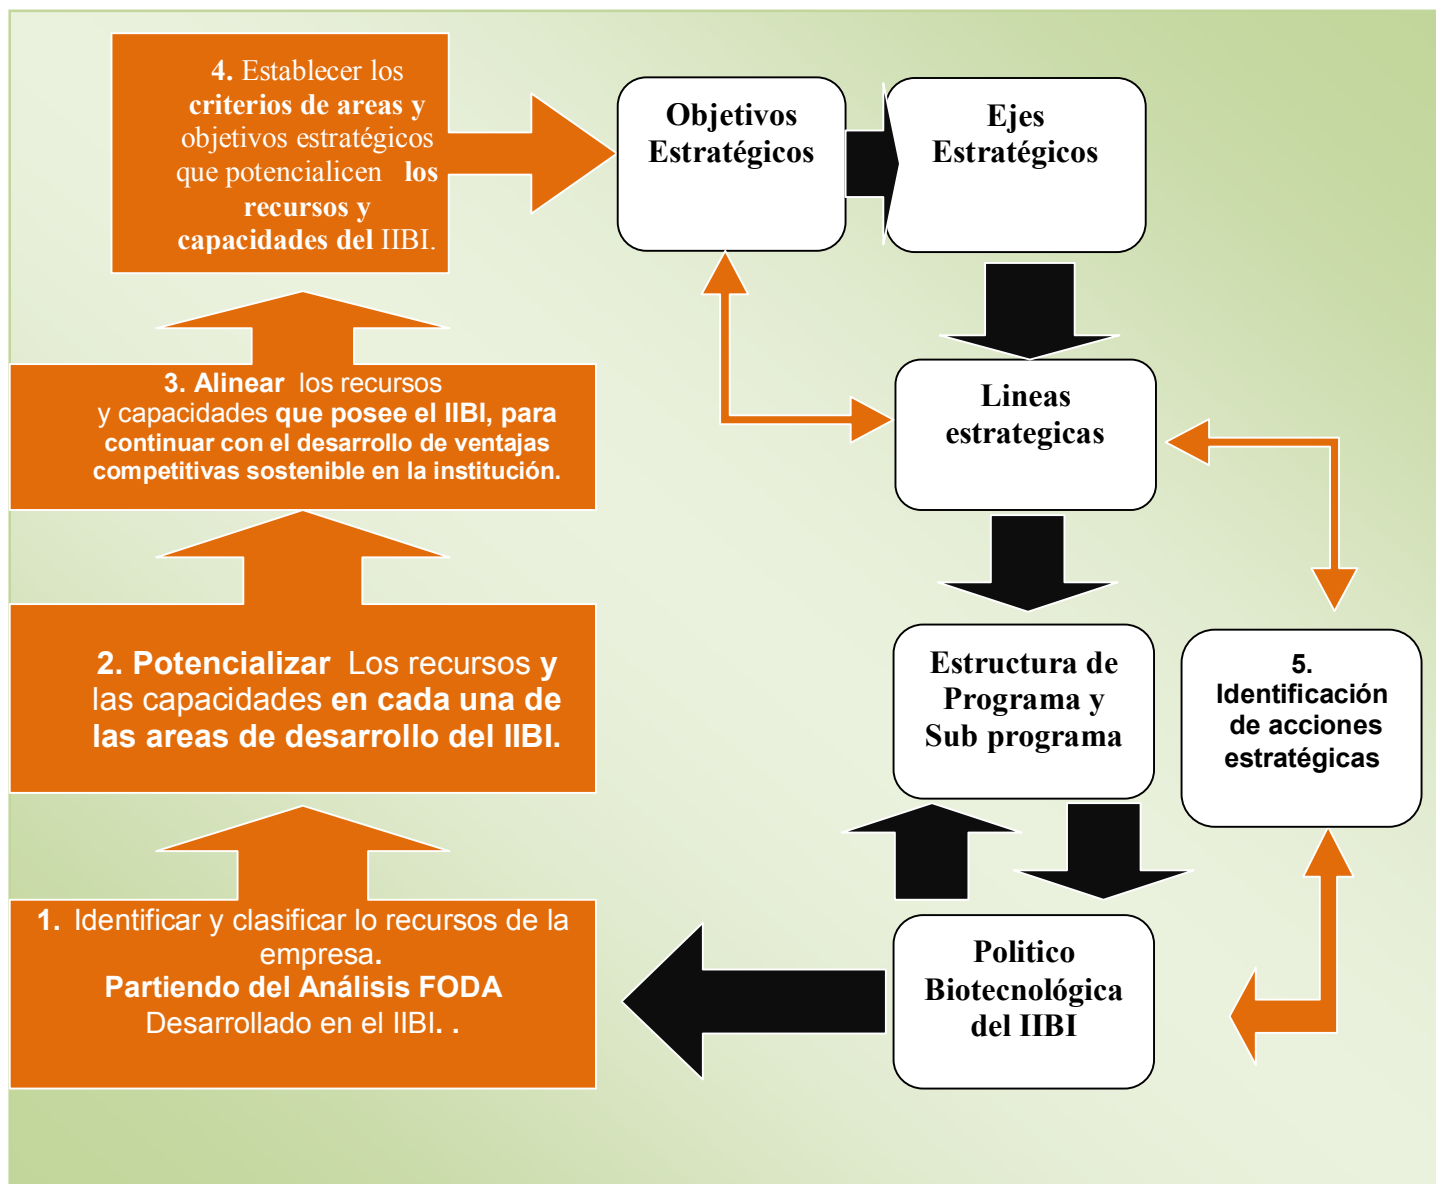 4. Establecer los
criterios de areas y
objetivos estratégicos
que potencialicen los
recursos y
capacidades del IIBI.
Objetivos
Estratégicos
Ejes
Estratégicos
3. Alinear los recursos
y capacidades que posee el IIBI, para
continuar con el desarrollo de ventajas
competitivas sostenible en la institución.
Lineas
estrategicas
2. Potencializar Los recursos y
las capacidades en cada una de
las areas de desarrollo del IIBI.
Estructura de
Programa y
Sub programa
5.
Identificación
de acciones
estratégicas
1. Identificar y clasificar lo recursos de la
empresa.
Partiendo del Análisis FODA
Desarrollado en el IIBI. .
Politico
Biotecnológica
del IIBI